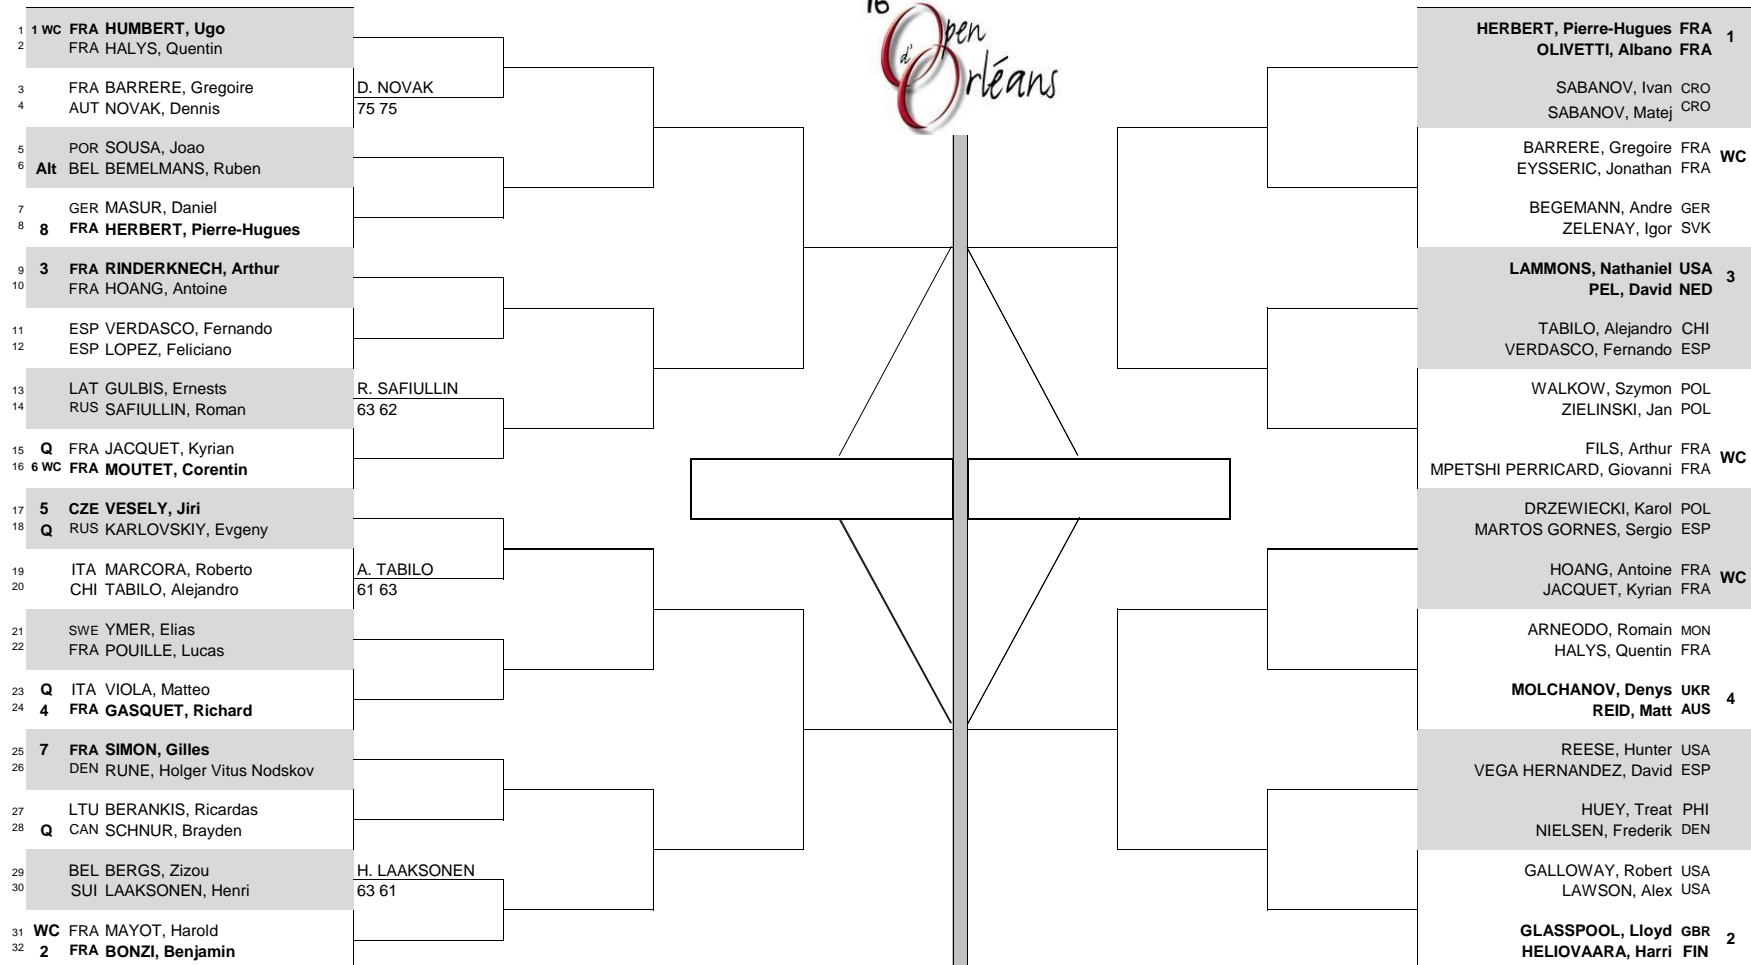 16
Open
d'
Orléans
1 1 WC FRA HUMBERT, Ugo
2 FRA HALYS, Quentin
3 FRA BARRERE, Gregoire
4 AUT NOVAK, Dennis
D. NOVAK
75 75
5 POR SOUSA, Joao
6 Alt BEL BEMELMANS, Ruben
7 GER MASUR, Daniel
8 8 FRA HERBERT, Pierre-Hugues
9 3 FRA RINDERKNECH, Arthur
10 FRA HOANG, Antoine
11 ESP VERDASCO, Fernando
12 ESP LOPEZ, Feliciano
13 LAT GULBIS, Ernests
14 RUS SAFIULLIN, Roman
R. SAFIULLIN
63 62
15 Q FRA JACQUET, Kyrian
16 6 WC FRA MOUTET, Corentin
17 5 CZE VESELY, Jiri
18 Q RUS KARLOVSKIY, Evgeny
19 ITA MARCORA, Roberto
20 CHI TABILO, Alejandro
A. TABILO
61 63
21 SWE YMER, Elias
22 FRA POUILLE, Lucas
23 Q ITA VIOLA, Matteo
24 4 FRA GASQUET, Richard
25 7 FRA SIMON, Gilles
26 DEN RUNE, Holger Vitus Nodskov
27 LTU BERANKIS, Ricardas
28 Q CAN SCHNUR, Brayden
29 BEL BERGS, Zizou
30 SUI LAAKSONEN, Henri
H. LAAKSONEN
63 61
31 WC FRA MAYOT, Harold
32 2 FRA BONZI, Benjamin
HERBERT, Pierre-Hugues FRA 1
OLIVETTI, Albano FRA
SABANOV, Ivan CRO
SABANOV, Matej CRO
BARRERE, Gregoire FRA WC
EYSSERIC, Jonathan FRA
BEGEMANN, Andre GER
ZELENAY, Igor SVK
LAMMONS, Nathaniel USA 3
PEL, David NED
TABILO, Alejandro CHI
VERDASCO, Fernando ESP
WALKOW, Szymon POL
ZIELINSKI, Jan POL
FILS, Arthur FRA WC
MPETSHI PERRICARD, Giovanni FRA
DRZEWIECKI, Karol POL
MARTOS GORNES, Sergio ESP
HOANG, Antoine FRA WC
JACQUET, Kyrian FRA
ARNEODO, Romain MON
HALYS, Quentin FRA
MOLCHANOV, Denys UKR 4
REID, Matt AUS
REESE, Hunter USA
VEGA HERNANDEZ, David ESP
HUEY, Treat PHI
NIELSEN, Frederik DEN
GALLOWAY, Robert USA
LAWSON, Alex USA
GLASSPOOL, Lloyd GBR 2
HELIOVAARA, Harri FIN